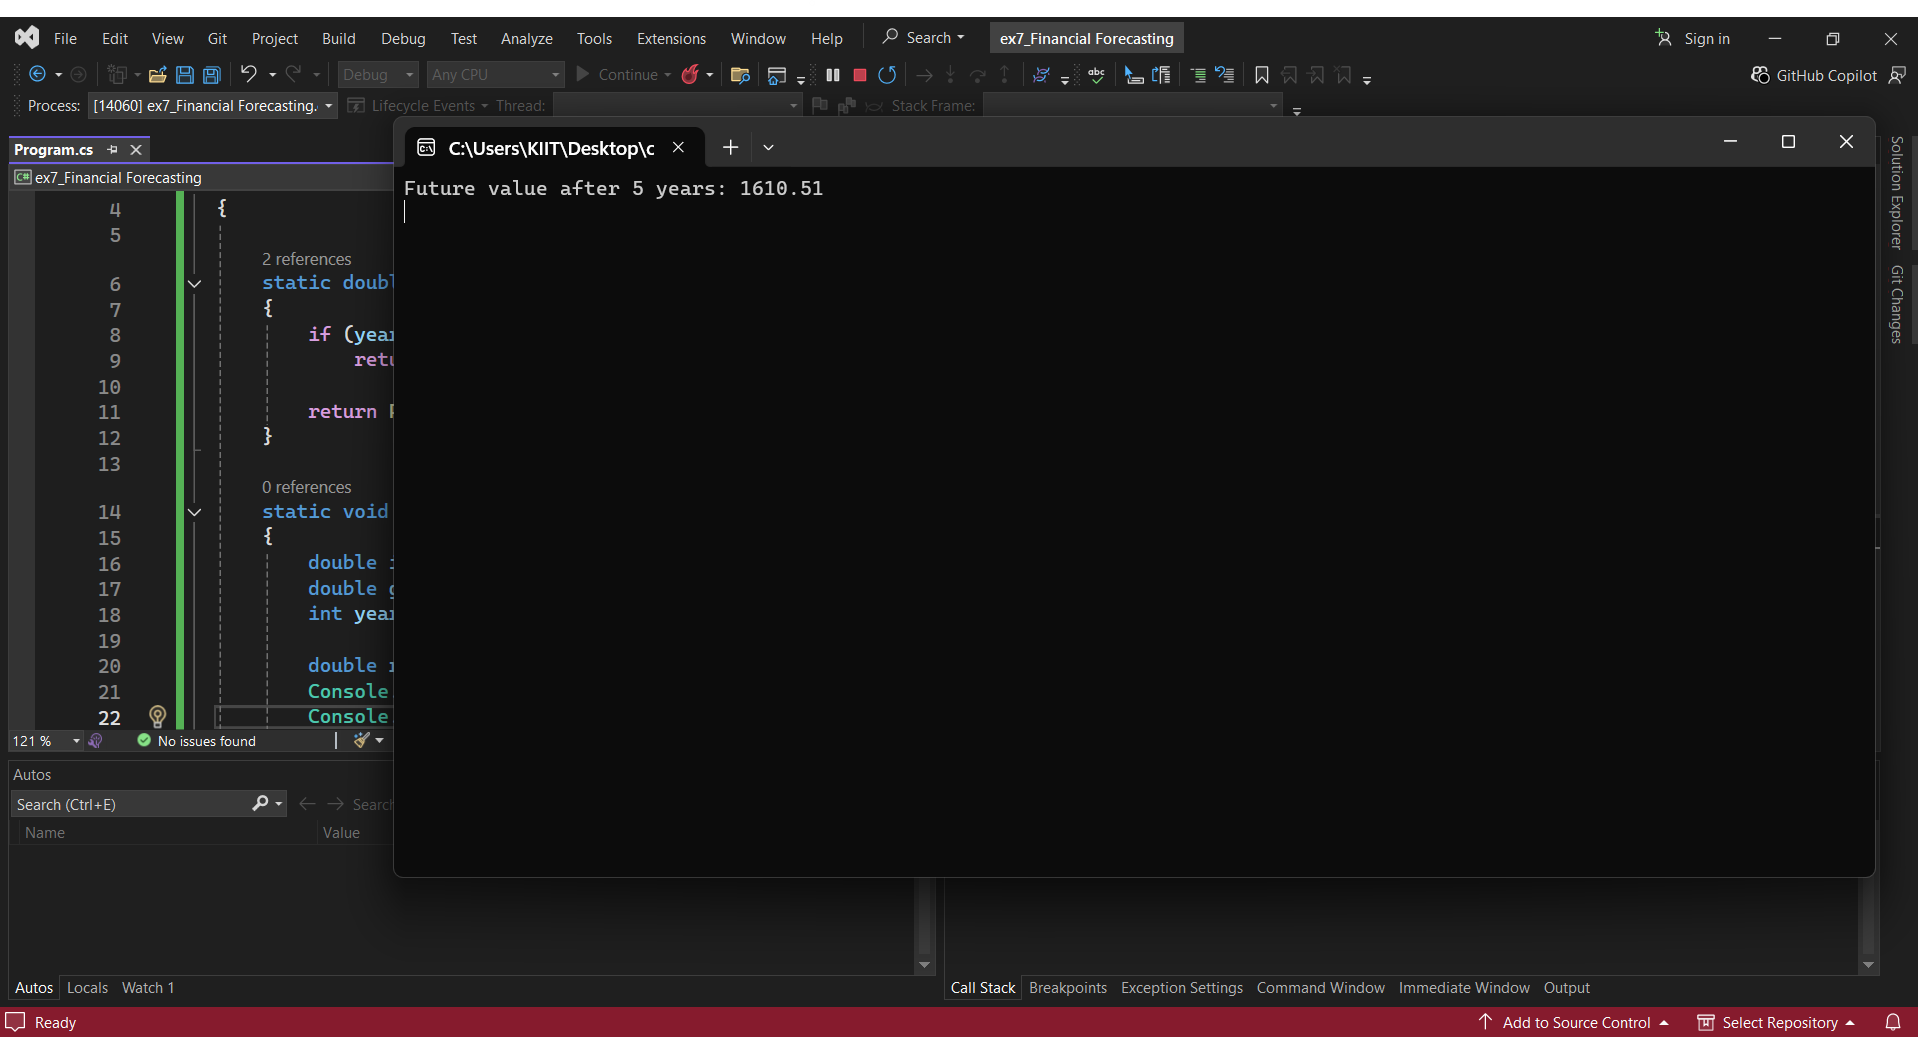 File Edit View Git Project Build Debug Test Analyze Tools Extensions Window Help Search ex7_Financial Forecasting Sign in
Debug Any CPU Continue abc GitHub Copilot
Process: [14060] ex7_Financial Forecasting. Lifecycle Events Thread: Stack Frame:
Program.cs
C:\Users\KIIT\Desktop\c
ex7_Financial Forecasting
Future value after 5 years: 1610.51
Solution Explorer
Git Changes
4 {
5
2 references
6 static
7 {
8 if
9
10
11 return
12 }
13
0 references
14 static void
15 {
16 double
17 double
18 int
19
20 double
21 Console
22 Console
121 % No issues found
Autos
Search (Ctrl+E)
Name Value
Autos Locals Watch 1
Call Stack Breakpoints Exception Settings Command Window Immediate Window Output
Ready Add to Source Control Select Repository